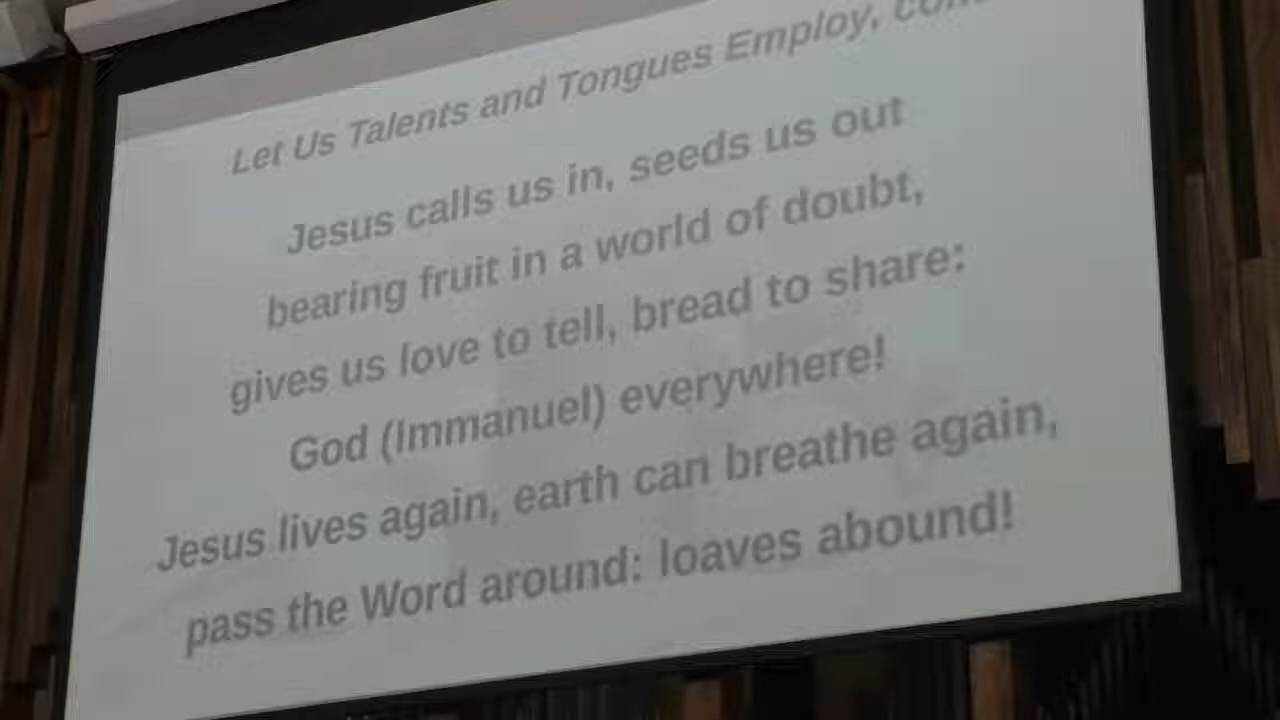 Let Us Talents and Tongues Employ,
Jesus calls us in, seeds us out
bearing fruit in a world of doubt,
gives us love to tell, bread to share:
God (Immanuel) everywhere!
Jesus lives again, earth can breathe again,
pass the Word around: loaves abound!